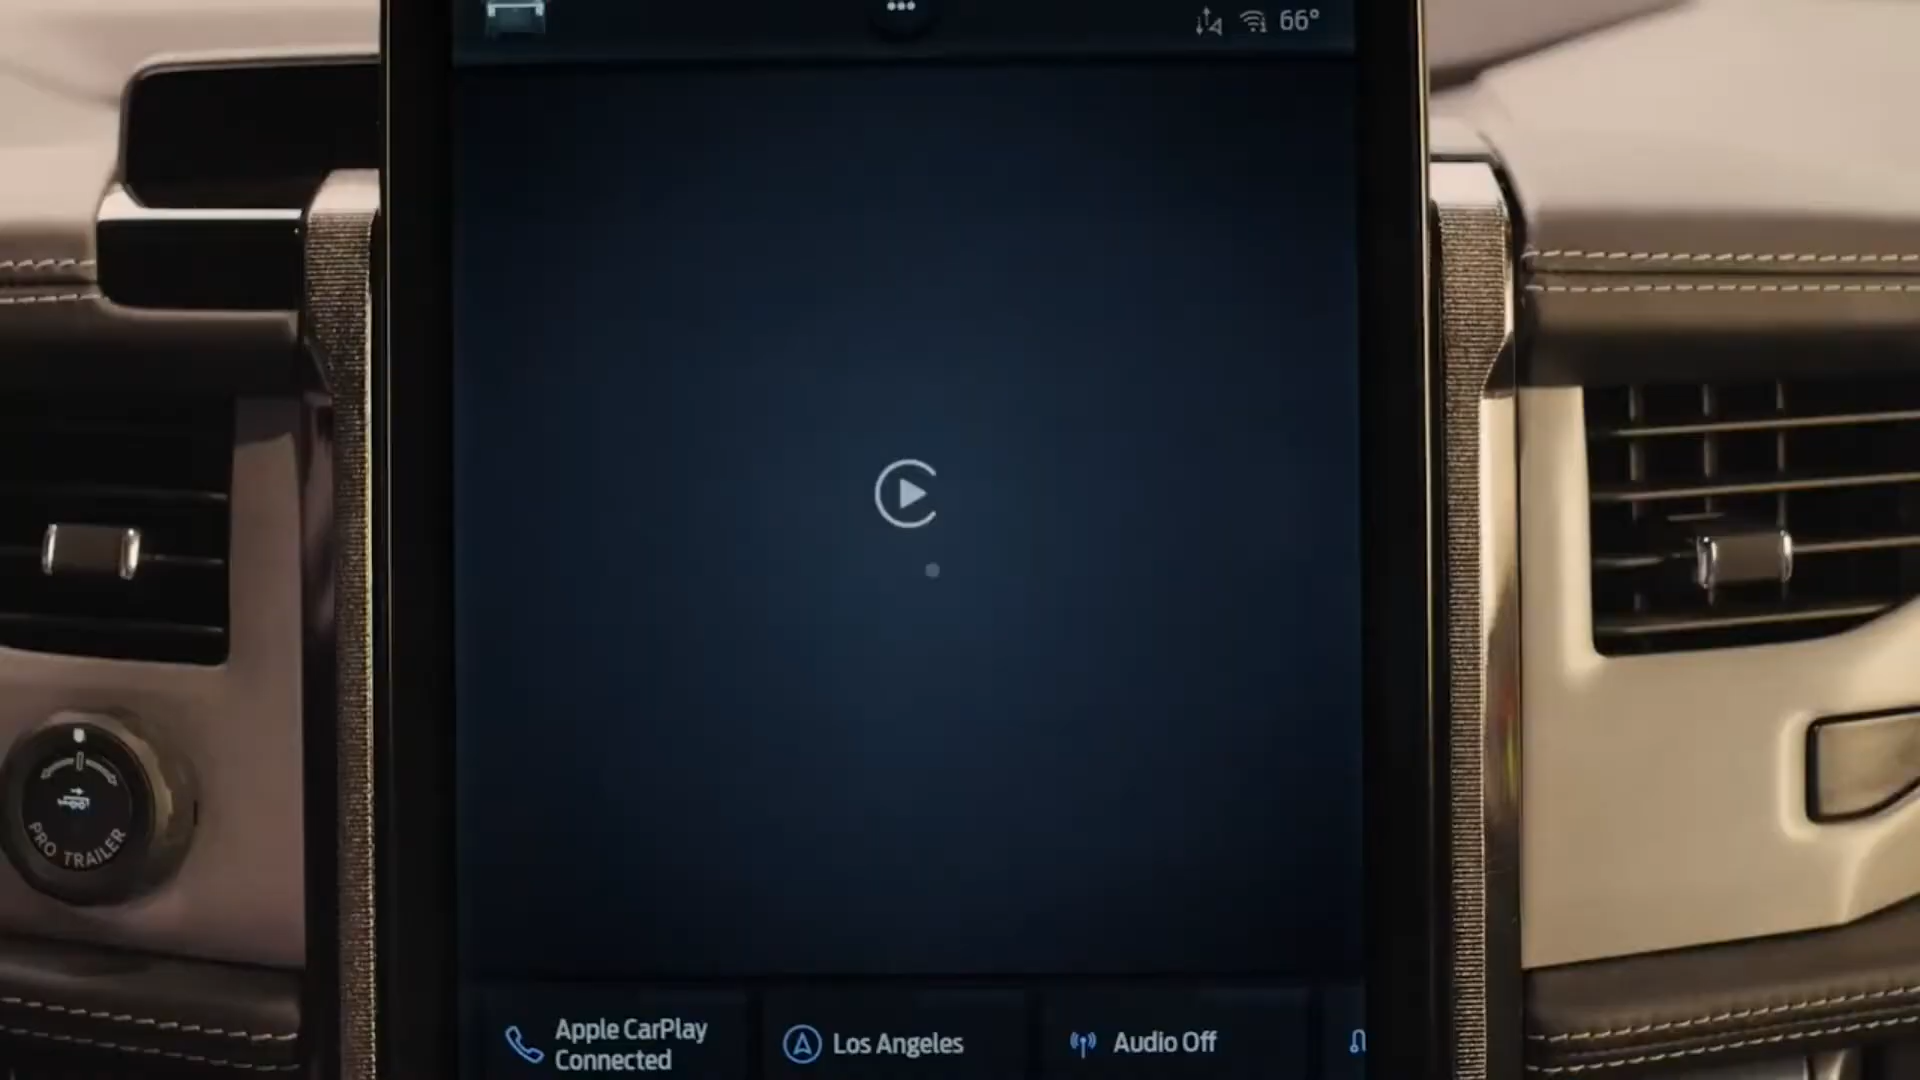 66°
PRO TRAILER
Apple CarPlay
Connected
Los Angeles
Audio Off